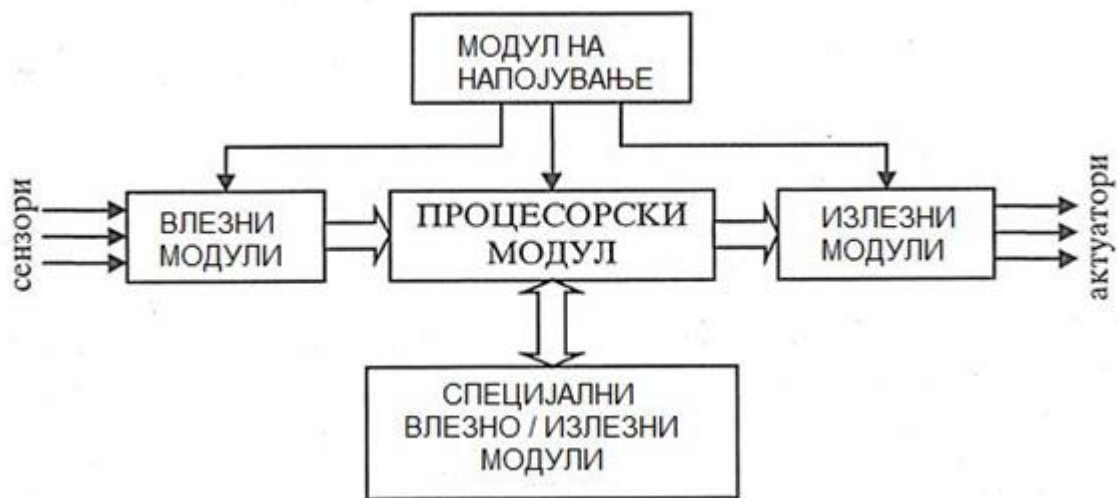 МОДУЛ НА
НАПОЈУВАЊЕ
сензори
ВЛЕЗНИ
МОДУЛИ
ПРОЦЕСОРСКИ
МОДУЛ
ИЗЛЕЗНИ
МОДУЛИ
актуатори
СПЕЦИЈАЛНИ
ВЛЕЗНО / ИЗЛЕЗНИ
МОДУЛИ